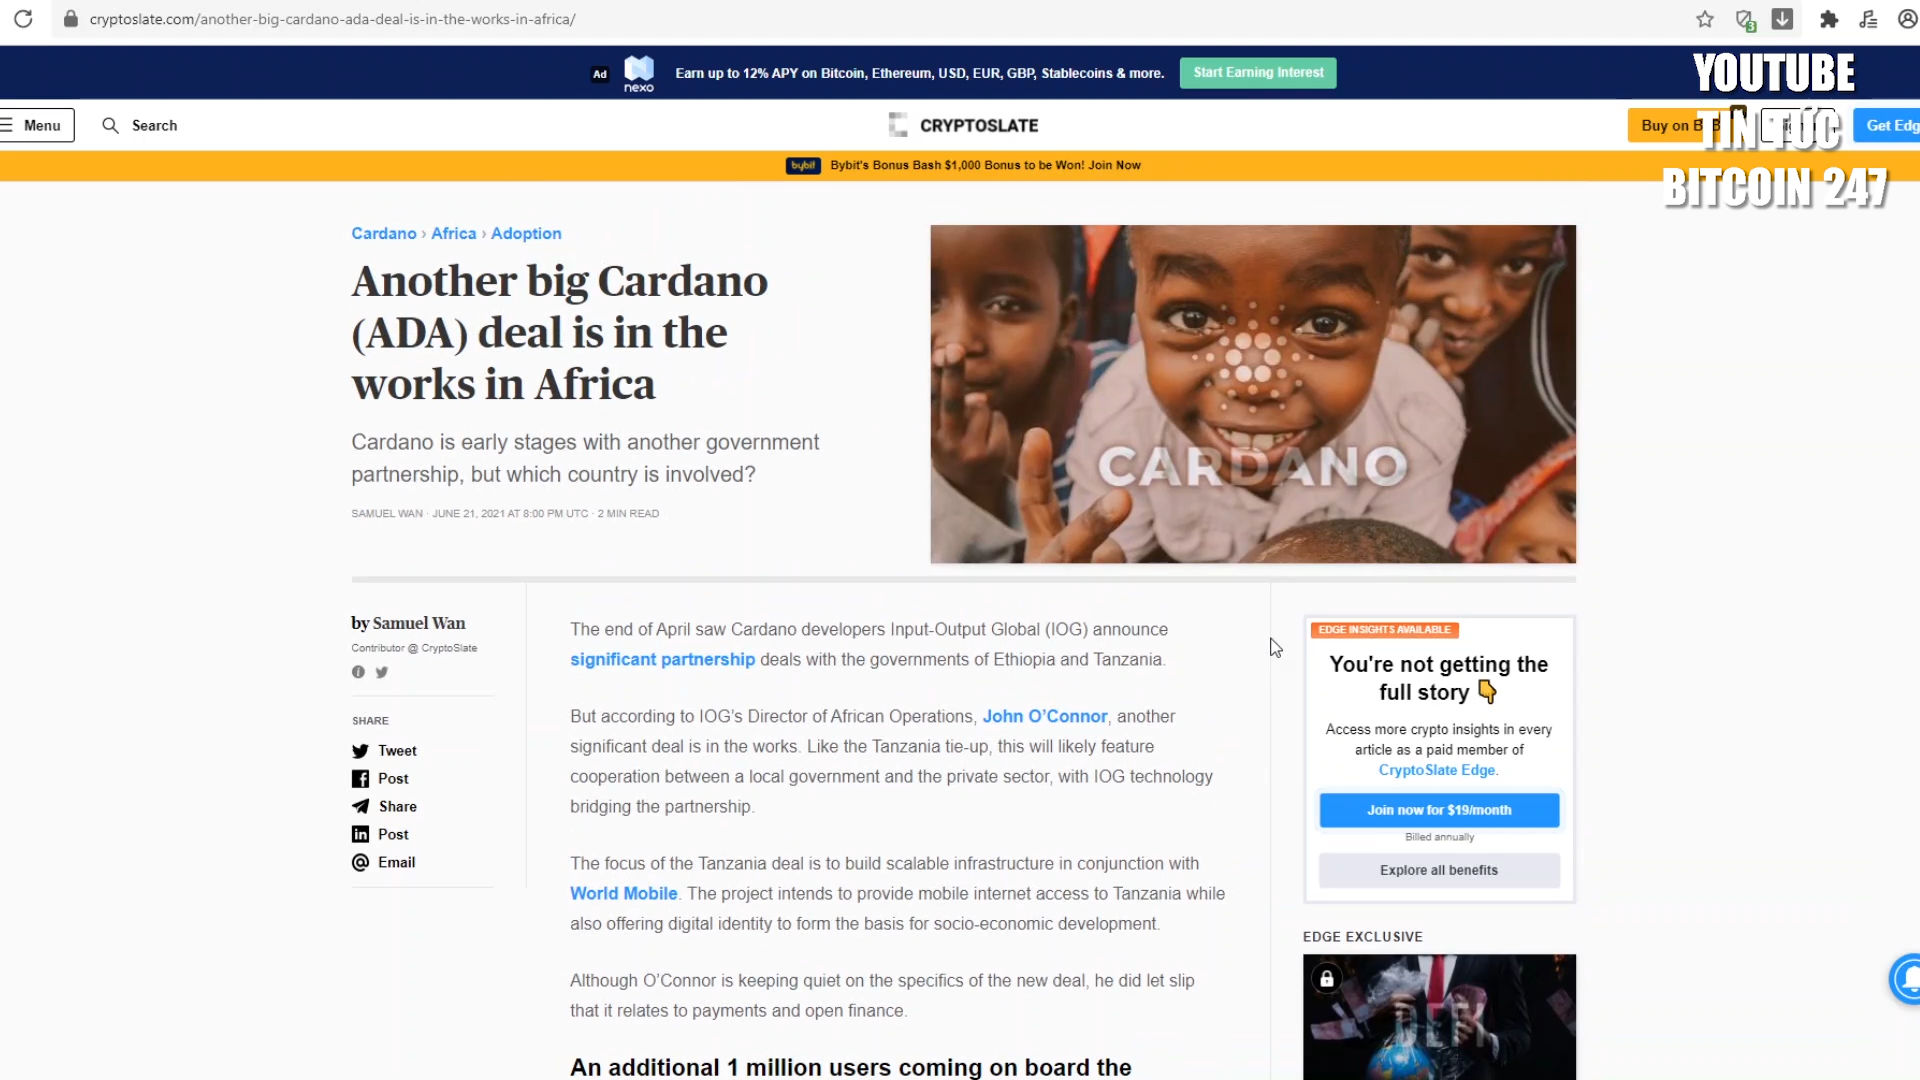 cryptoslate.com/another-big-cardano-ada-deal-is-in-the-works-in-africa/
3
Ad
nexo
Earn up to 12% APY on Bitcoin, Ethereum, USD, EUR, GBP, Stablecoins & more.
Start Earning Interest
YOUTUBE
TIN TỨC
BITCOIN 247
Menu
Search
CRYPTOSLATE
Buy on
Get Edg
bybit
Bybit's Bonus Bash $1,000 Bonus to be Won! Join Now
Cardano › Africa › Adoption
Another big Cardano
(ADA) deal is in the
works in Africa
Cardano is early stages with another government
partnership, but which country is involved?
SAMUEL WAN · JUNE 21, 2021 AT 8:00 PM UTC · 2 MIN READ
CARDANO
by Samuel Wan
Contributor @ CryptoSlate
SHARE
Tweet
Post
Share
Post
Email
The end of April saw Cardano developers Input-Output Global (IOG) announce
significant partnership deals with the governments of Ethiopia and Tanzania.
But according to IOG’s Director of African Operations, John O’Connor, another
significant deal is in the works. Like the Tanzania tie-up, this will likely feature
cooperation between a local government and the private sector, with IOG technology
bridging the partnership.
The focus of the Tanzania deal is to build scalable infrastructure in conjunction with
World Mobile. The project intends to provide mobile internet access to Tanzania while
also offering digital identity to form the basis for socio-economic development.
Although O’Connor is keeping quiet on the specifics of the new deal, he did let slip
that it relates to payments and open finance.
An additional 1 million users coming on board the
EDGE INSIGHTS AVAILABLE
You're not getting the
full story 👇
Access more crypto insights in every
article as a paid member of
CryptoSlate Edge.
Join now for $19/month
Billed annually
Explore all benefits
EDGE EXCLUSIVE
DEFI